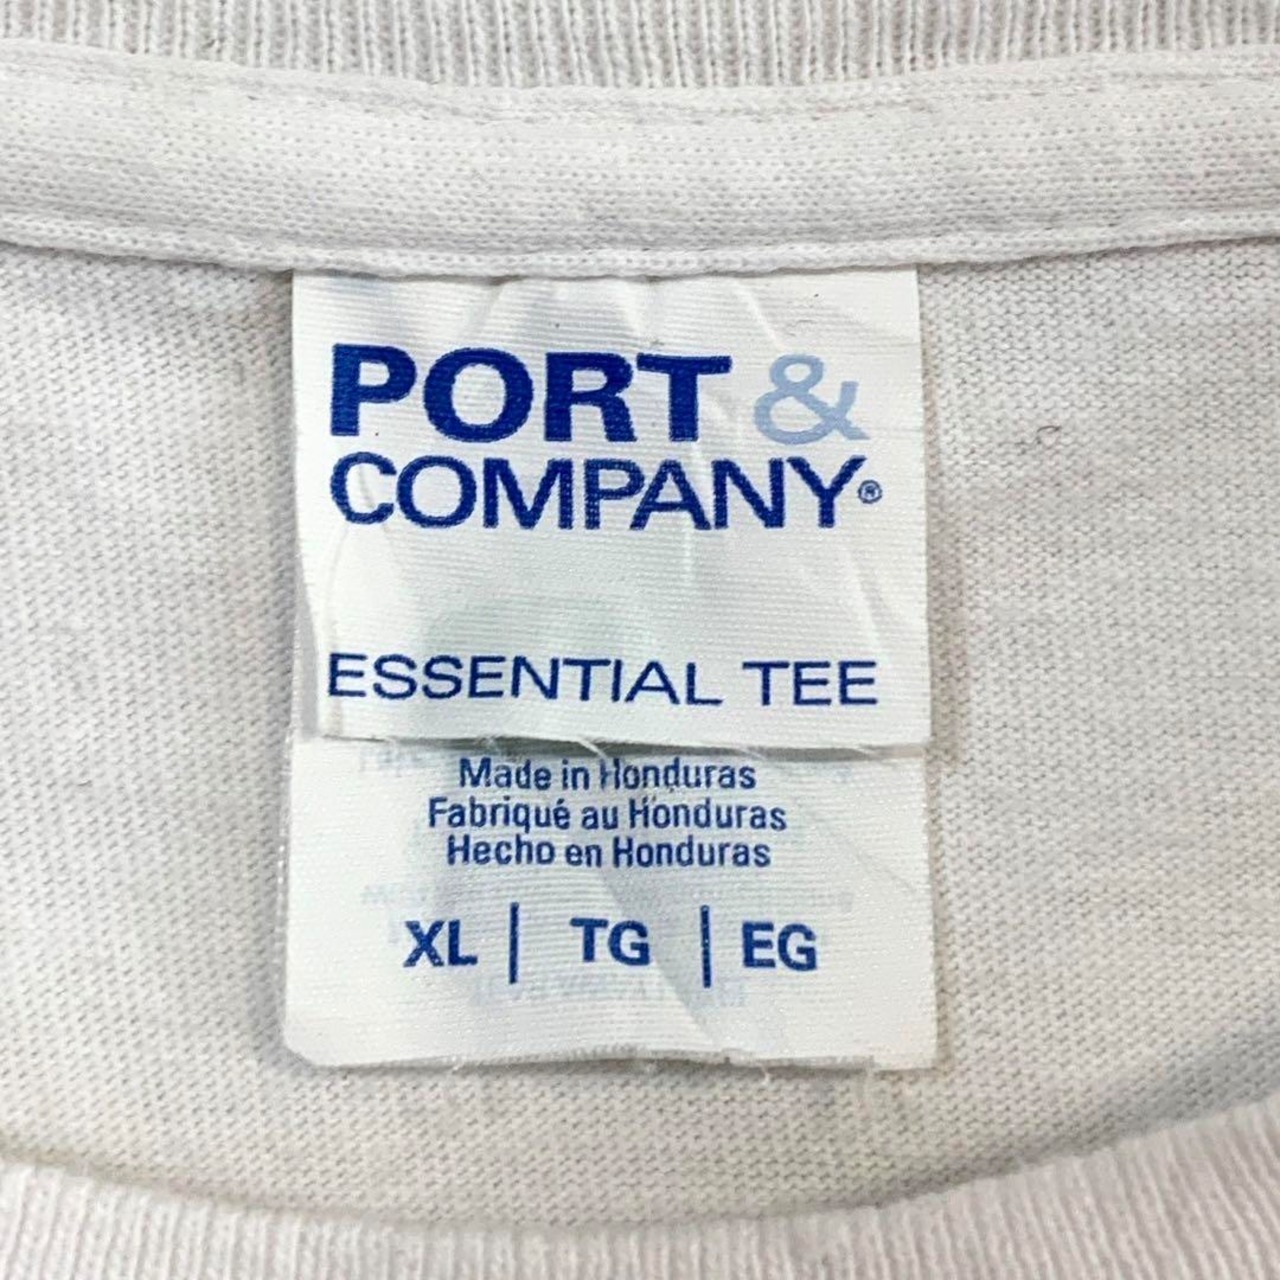 PORT &
COMPANY®
ESSENTIAL TEE
Made in Honduras
Fabriqué au Honduras
Hecho en Honduras
XL | TG | EG